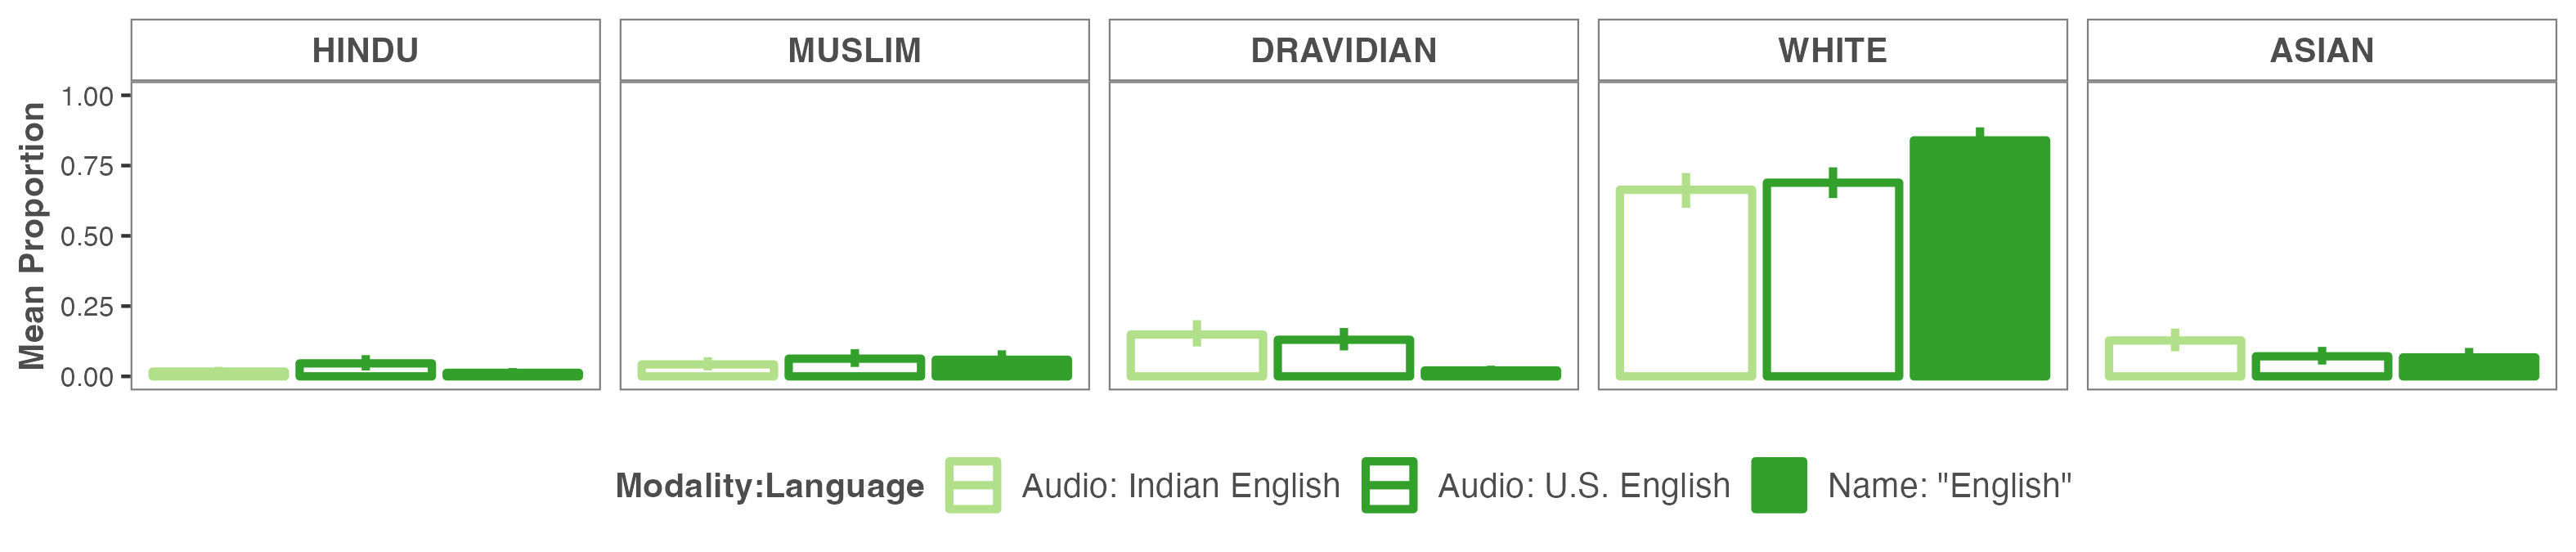 HINDU MUSLIM DRAVIDIAN WHITE ASIAN
Mean Proportion
1.00
0.75
0.50
0.25
0.00
Modality:Language Audio: Indian English Audio: U.S. English Name: "English"